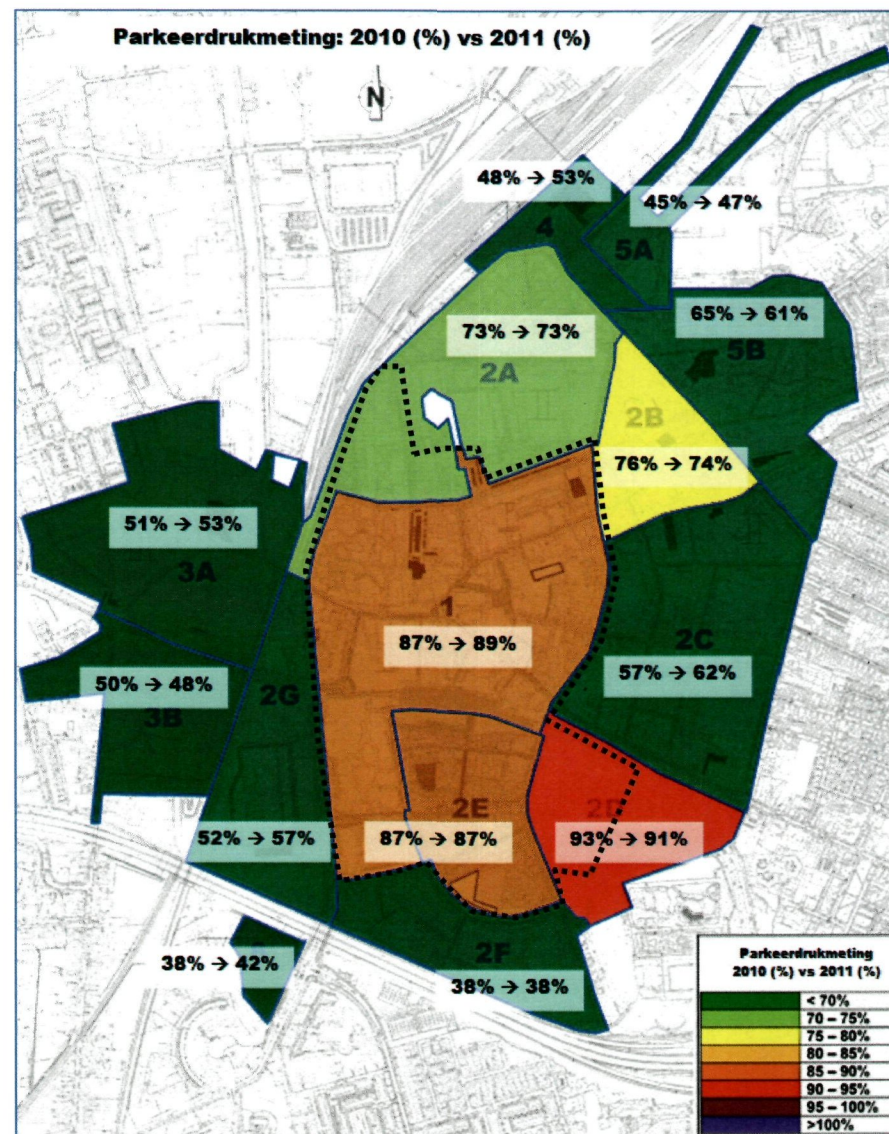 Parkeerdrukmeting: 2010 (%) vs 2011 (%)
N
48% → 53%
4
45% → 47%
5A
65% → 61%
5B
73% → 73%
2A
2B
76% → 74%
51% → 53%
3A
1
87% → 89%
2C
57% → 62%
50% → 48%
3B
2G
2E
87% → 87%
2D
93% → 91%
52% → 57%
38% → 42%
2F
38% → 38%
Parkeerdrukmeting
2010 (%) vs 2011 (%)
< 70%
70 – 75%
75 – 80%
80 – 85%
85 – 90%
90 – 95%
95 – 100%
>100%